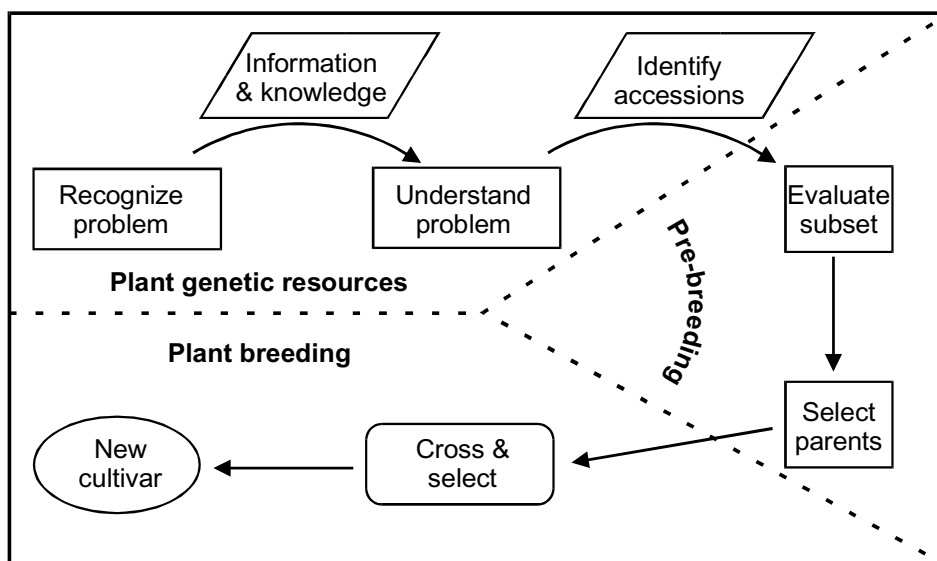 Information
& knowledge
Identify
accessions
Recognize
problem
Understand
problem
Evaluate
subset
Plant genetic resources
Pre-breeding
Plant breeding
Select
parents
Cross &
select
New
cultivar